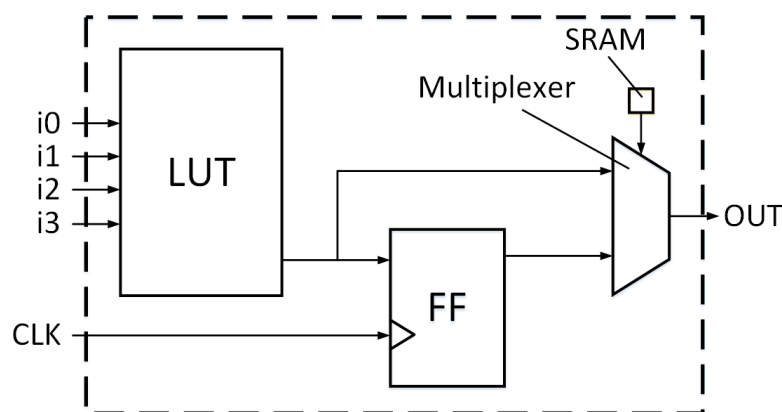 SRAM
Multiplexer
i0
i1
i2
i3
LUT
OUT
FF
CLK